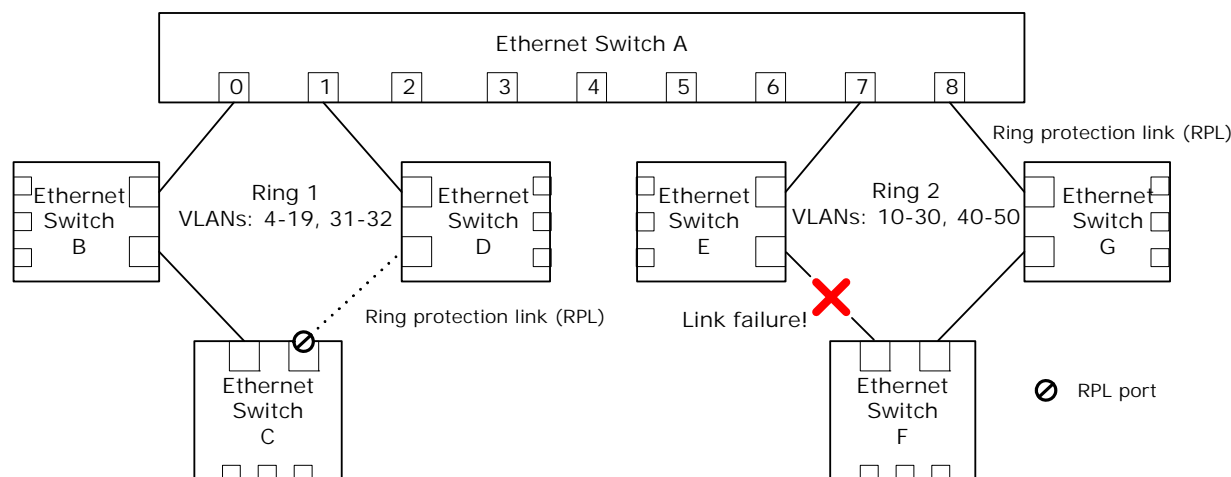 Ethernet Switch A
0 1 2 3 4 5 6 7 8
Ring protection link (RPL)
Ethernet
Switch
B
Ring 1
VLANs: 4-19, 31-32
Ethernet
Switch
D
Ethernet
Switch
E
Ring 2
VLANs: 10-30, 40-50
Ethernet
Switch
G
Ring protection link (RPL)
Link failure!
Ethernet
Switch
C
Ethernet
Switch
F
RPL port